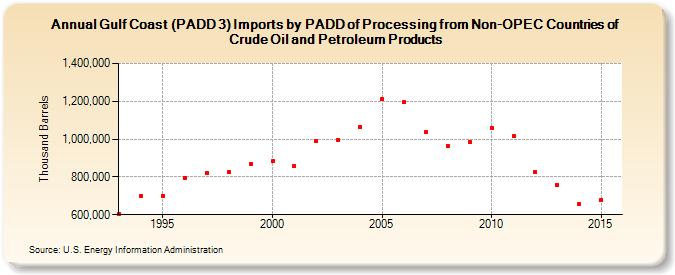 Annual Gulf Coast (PADD 3) Imports by PADD of Processing from Non-OPEC Countries of
Crude Oil and Petroleum Products
Thousand Barrels
1,400,000
1,200,000
1,000,000
800,000
600,000
1995
2000
2005
2010
2015
Source: U.S. Energy Information Administration